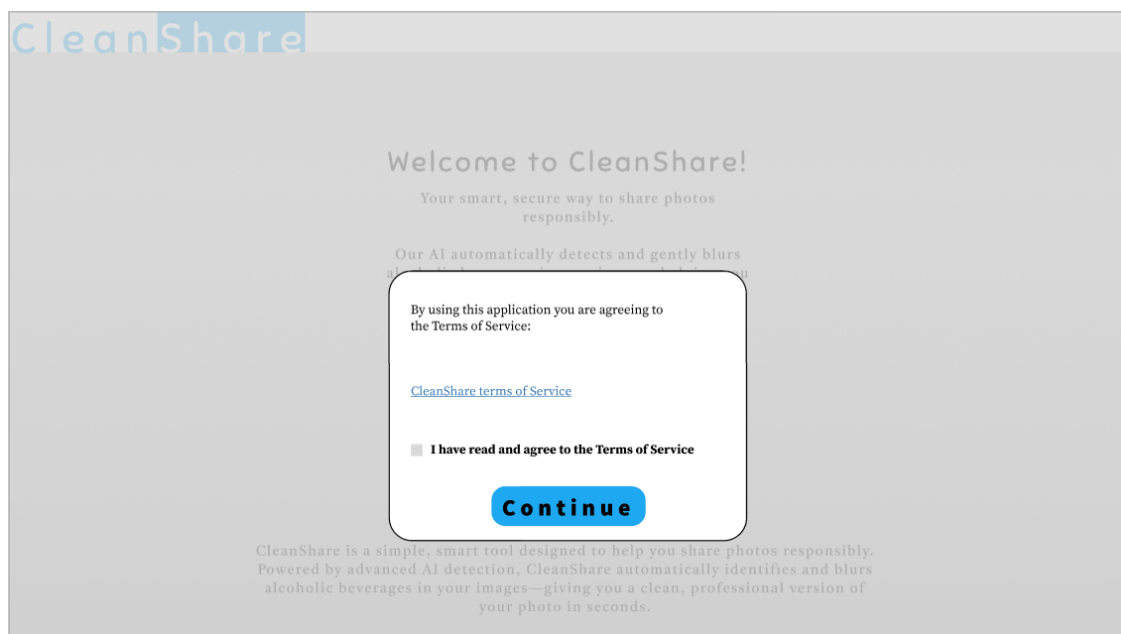 CleanShare
Welcome to CleanShare!
Your smart, secure way to share photos
responsibly.
Our AI automatically detects and gently blurs
By using this application you are agreeing to
the Terms of Service:
CleanShare terms of Service
I have read and agree to the Terms of Service
Continue
CleanShare is a simple, smart tool designed to help you share photos responsibly.
Powered by advanced AI detection, CleanShare automatically identifies and blurs
alcoholic beverages in your images—giving you a clean, professional version of
your photo in seconds.